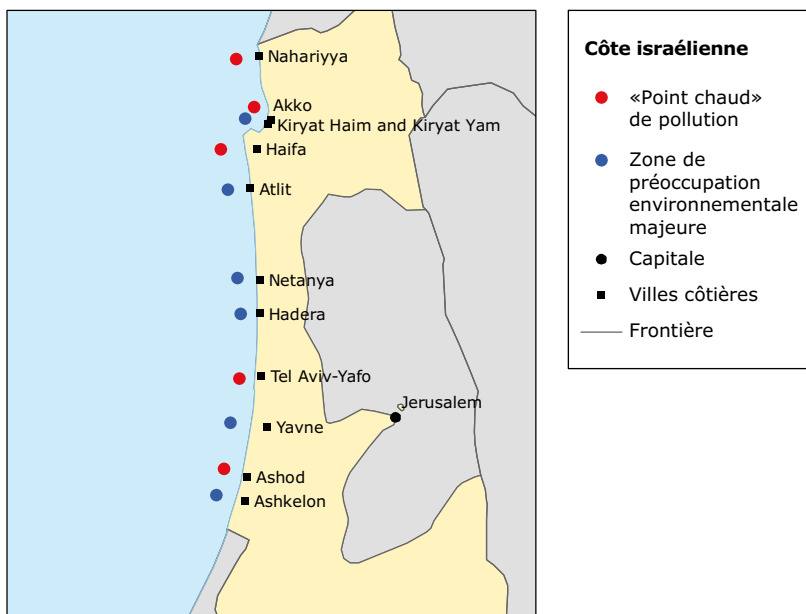 Nahariyya
Akko
Kiryat Haim and Kiryat Yam
Haifa
Atlit
Netanya
Hadera
Tel Aviv-Yafo
Jerusalem
Yavne
Ashod
Ashkelon
Côte israélienne
«Point chaud»
de pollution
Zone de
préoccupation
environnementale
majeure
Capitale
Villes côtières
Frontière